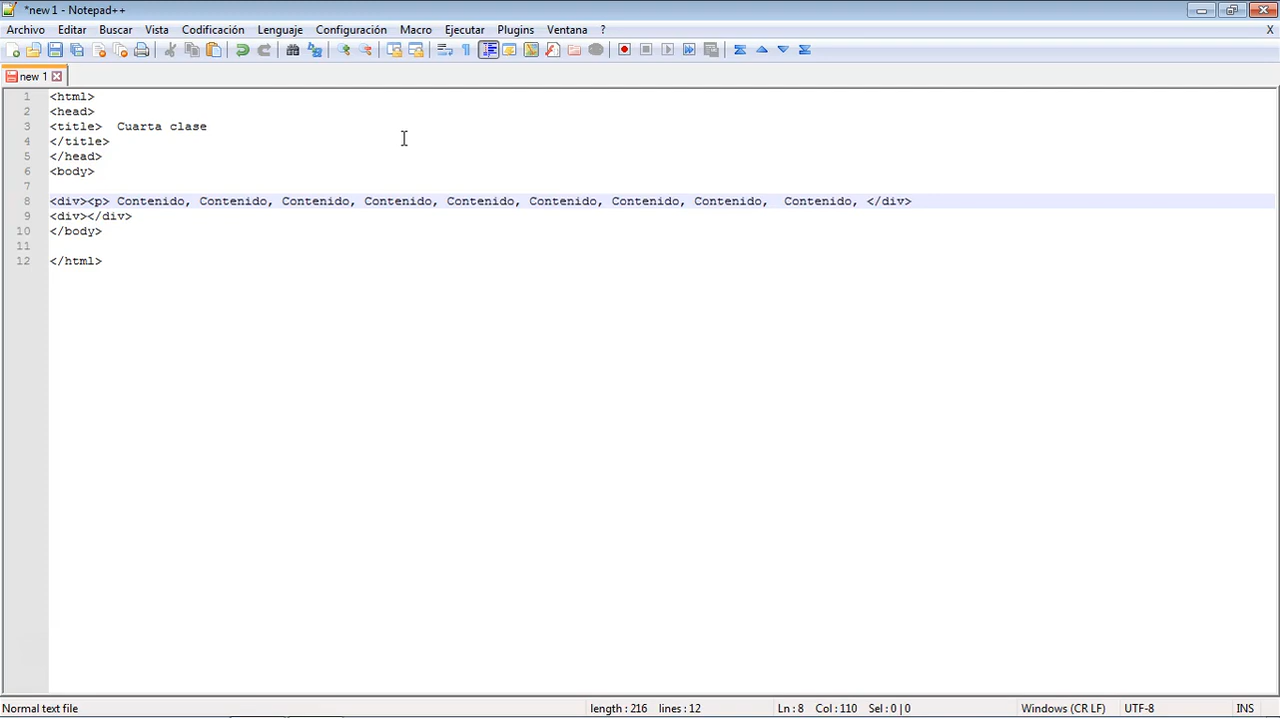 *new 1 - Notepad++
Archivo Editar Buscar Vista Codificación Lenguaje Configuración Macro Ejecutar Plugins Ventana ? X
new 1
1 <html>
2 <head>
3 <title>  Cuarta clase
4 </title>
5 </head>
6 <body>
7
8 <div><p> Contenido, Contenido, Contenido, Contenido, Contenido, Contenido, Contenido, Contenido,  Contenido, </div>
9 <div></div>
10 </body>
11
12 </html>
Normal text file length : 216 lines : 12 Ln : 8 Col : 110 Sel : 0 | 0 Windows (CR LF) UTF-8 INS